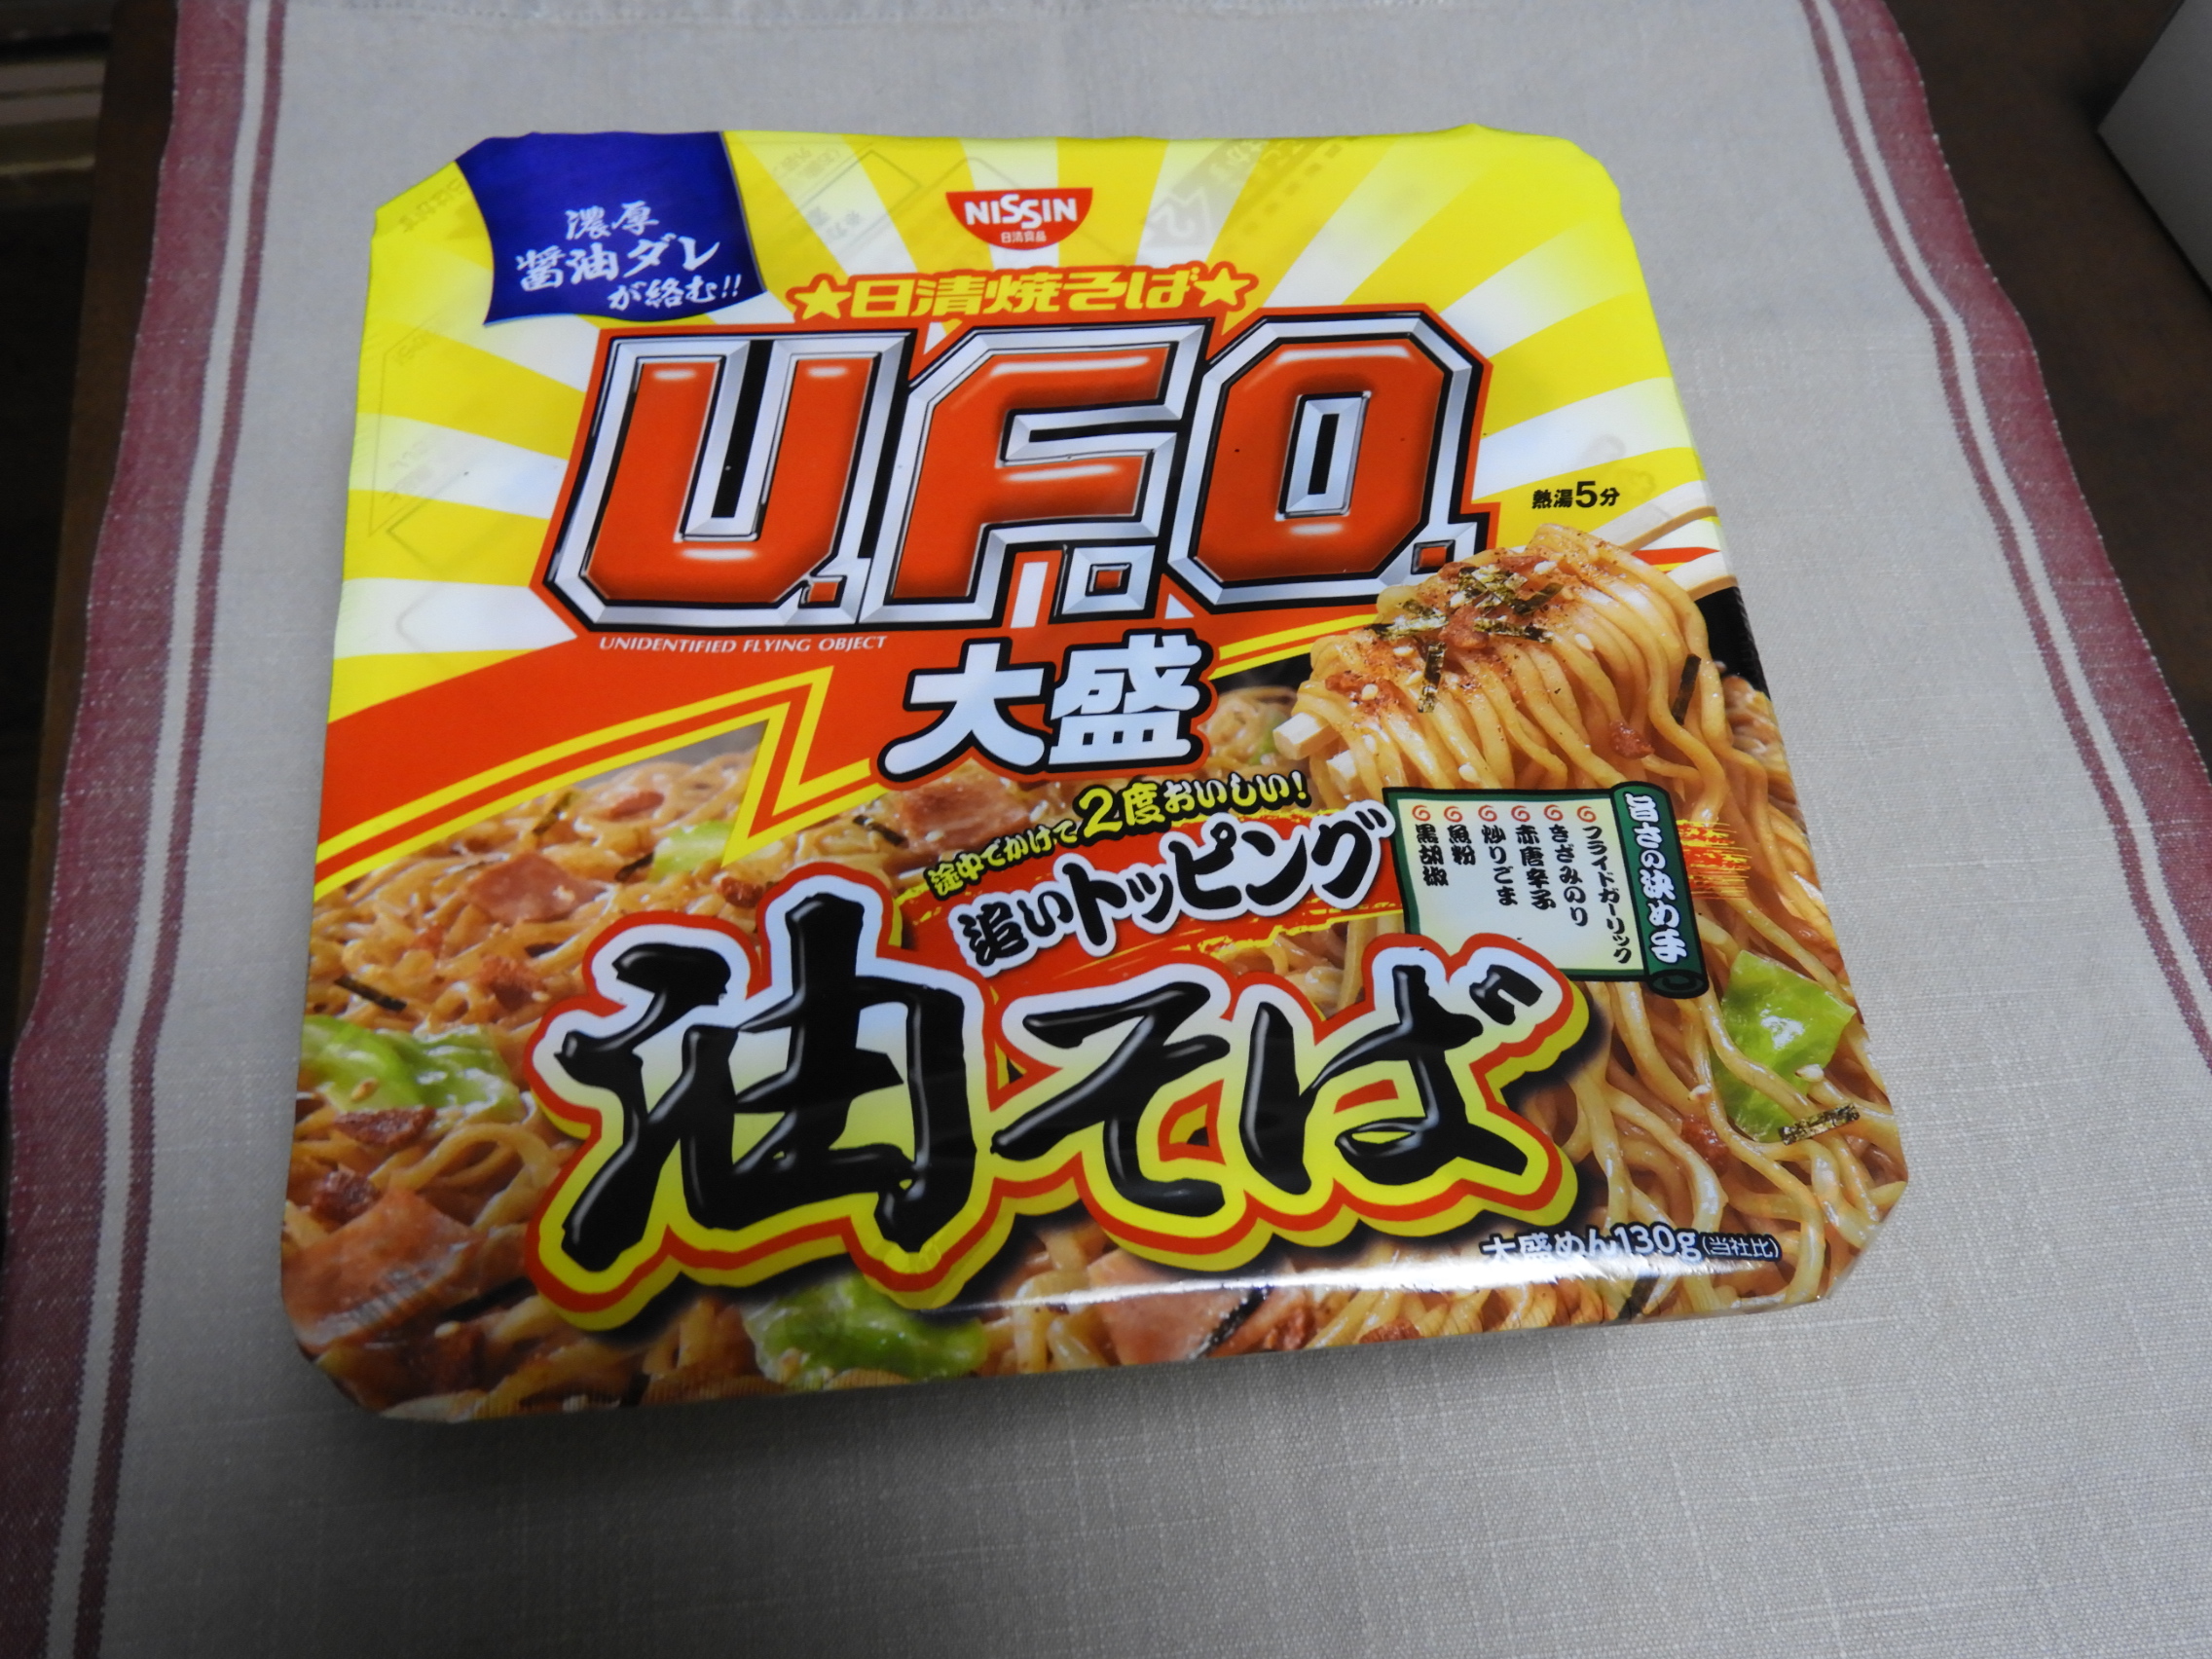 濃厚
醤油ダレ
が絡む!!
NISSIN
日清食品
★日清焼そば★
U.F.O.
UNIDENTIFIED FLYING OBJECT
熱湯5分
大盛
途中でかけて2度おいしい!
追いトッピング
旨さの決め手
フライドガーリック
きざみのり
赤唐辛子
炒りごま
魚粉
黒胡椒
油そば
大盛めん130g(当社比)